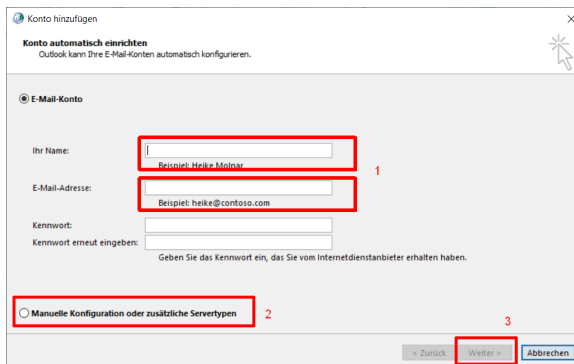 Konto hinzufügen
Konto automatisch einrichten
Outlook kann Ihre E-Mail-Konten automatisch konfigurieren.
E-Mail-Konto
Ihr Name:
Beispiel: Heike Molnar
1
E-Mail-Adresse:
Beispiel: heike@contoso.com
Kennwort:
Kennwort erneut eingeben:
Geben Sie das Kennwort ein, das Sie vom Internetdienstanbieter erhalten haben.
Manuelle Konfiguration oder zusätzliche Servertypen 2
3
< Zurück Weiter > Abbrechen